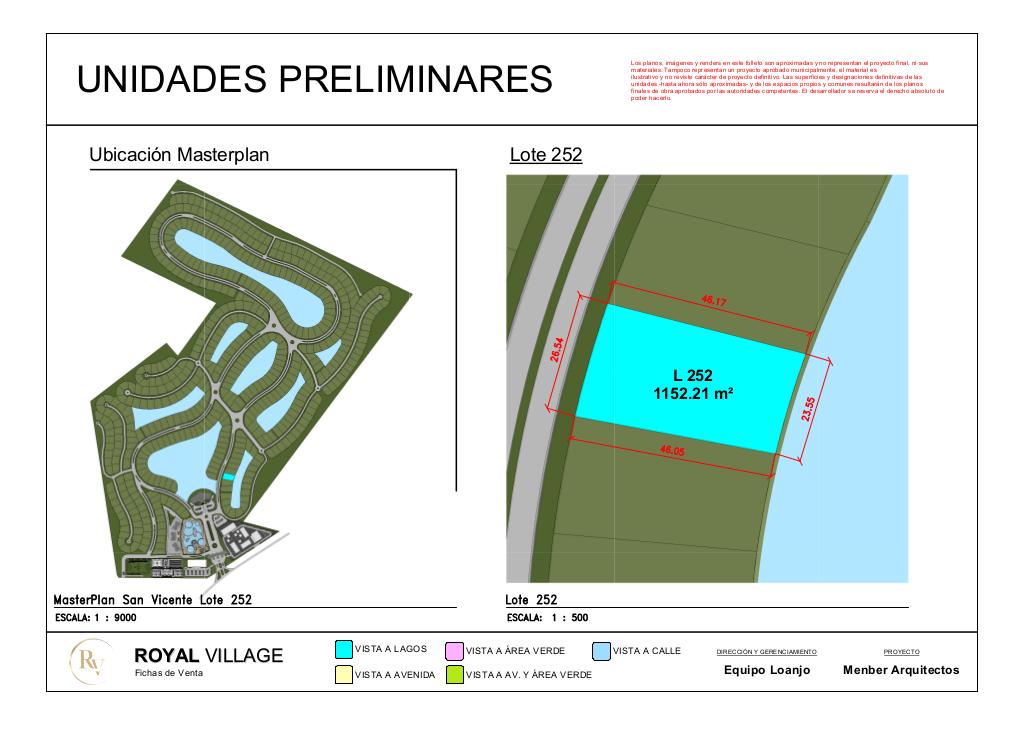 UNIDADES PRELIMINARES
Los planos, imágenes y renders en este folleto son aproximadas y no representan el proyecto final, ni sus
materiales. Tampoco representan un proyecto aprobado municipalmente, el material es
ilustrativo y no reviste carácter de proyecto definitivo. Las superficies y designaciones definitivas de las
unidades -hasta ahora sólo aproximadas- y de los espacios propios y comunes resultarán de los planos
finales de obra aprobados por las autoridades competentes. El desarrollador se reserva el derecho absoluto de
poder hacerlo.
Ubicación Masterplan
Lote 252
46.17
26.54
L 252
1152.21 m²
23.55
46.05
MasterPlan San Vicente Lote 252
ESCALA: 1 : 9000
Lote 252
ESCALA: 1 : 500
RV
ROYAL VILLAGE
Fichas de Venta
VISTA A LAGOS
VISTA A ÁREA VERDE
VISTA A CALLE
VISTA A AVENIDA
VISTA A AV. Y ÁREA VERDE
DIRECCIÓN Y GERENCIAMIENTO
Equipo Loanjo
PROYECTO
Menber Arquitectos